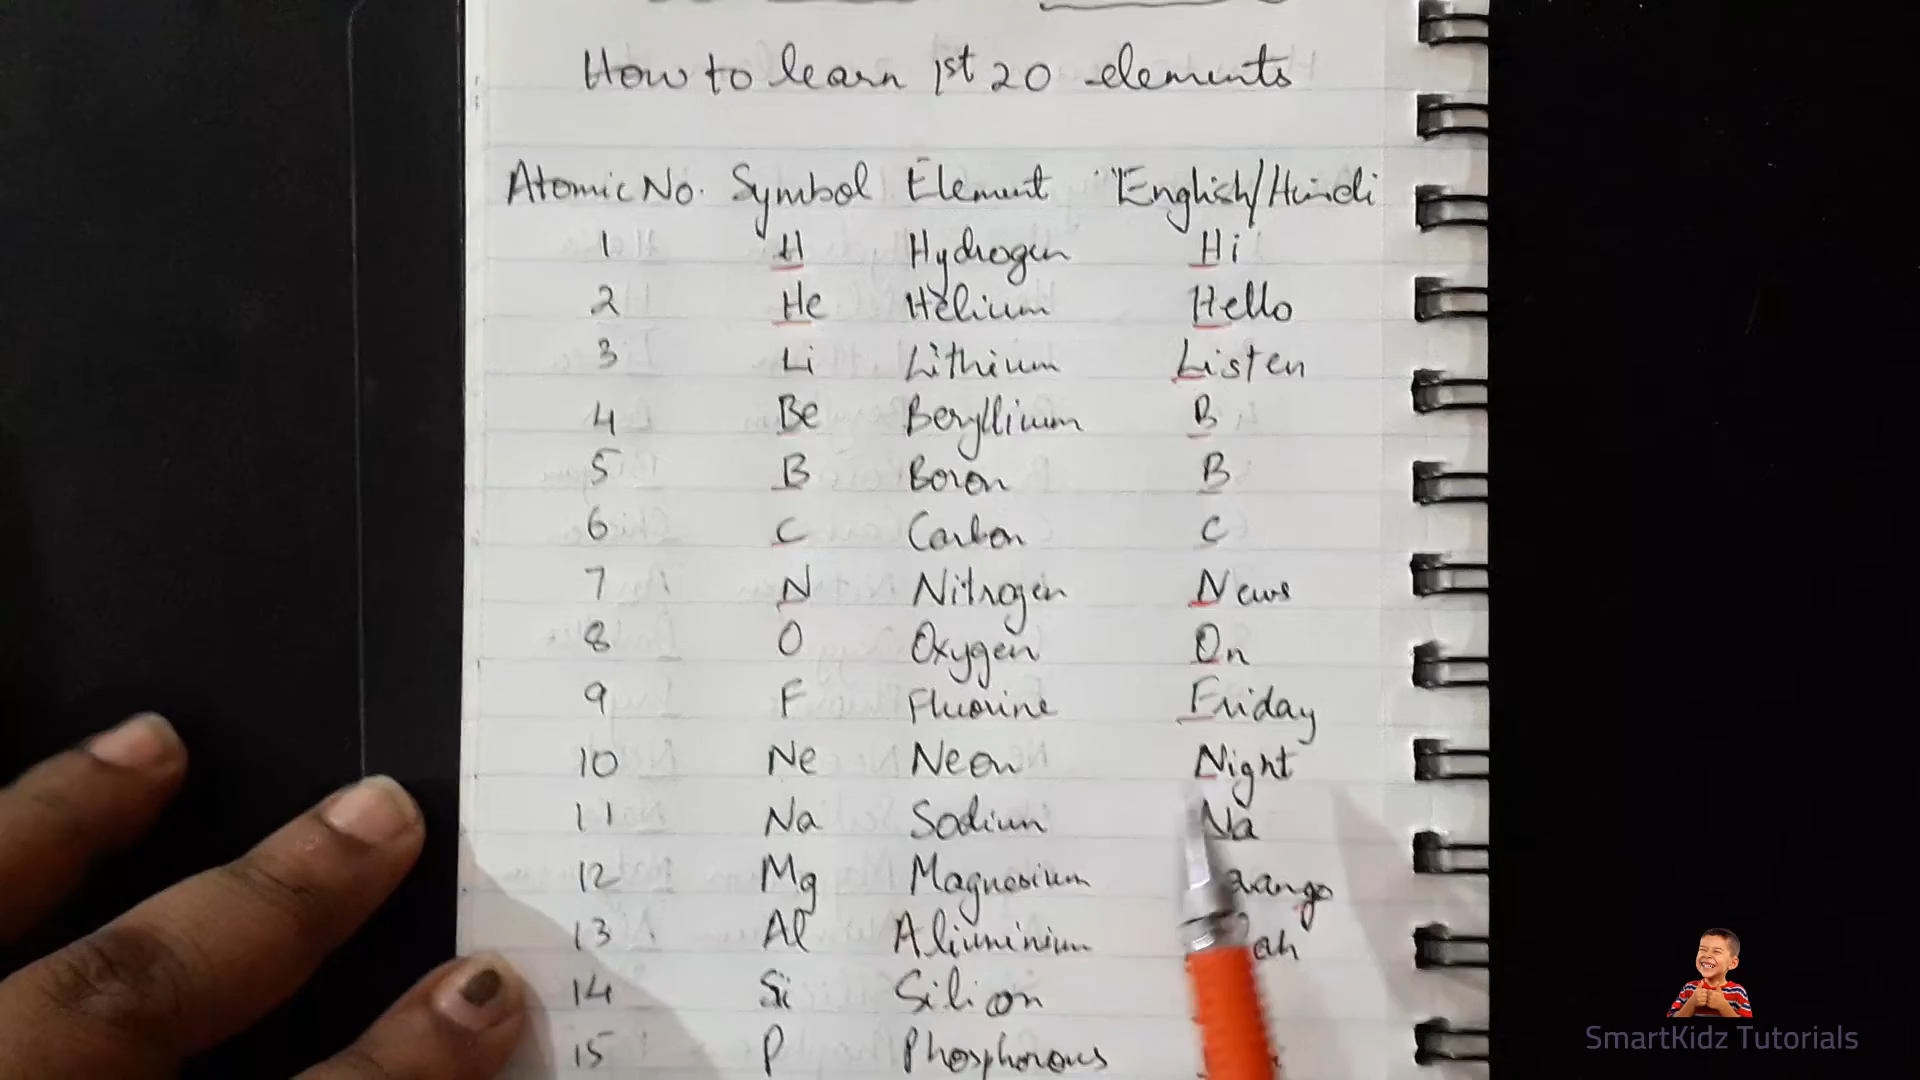 How to learn 1st 20 elements
Atomic No. Symbol Element "English/Hindi
1 H Hydrogen Hi
2 He Helium Hello
3 Li Lithium Listen
4 Be Beryllium B
5 B Boron B
6 C Carbon C
7 N Nitrogen News
8 O Oxygen On
9 F Fluorine Friday
10 Ne Neon Night
11 Na Sodium Na
12 Mg Magnesium
13 Al Aliuminium
14 Si Silicon
15 P Phosphorous
SmartKidz Tutorials